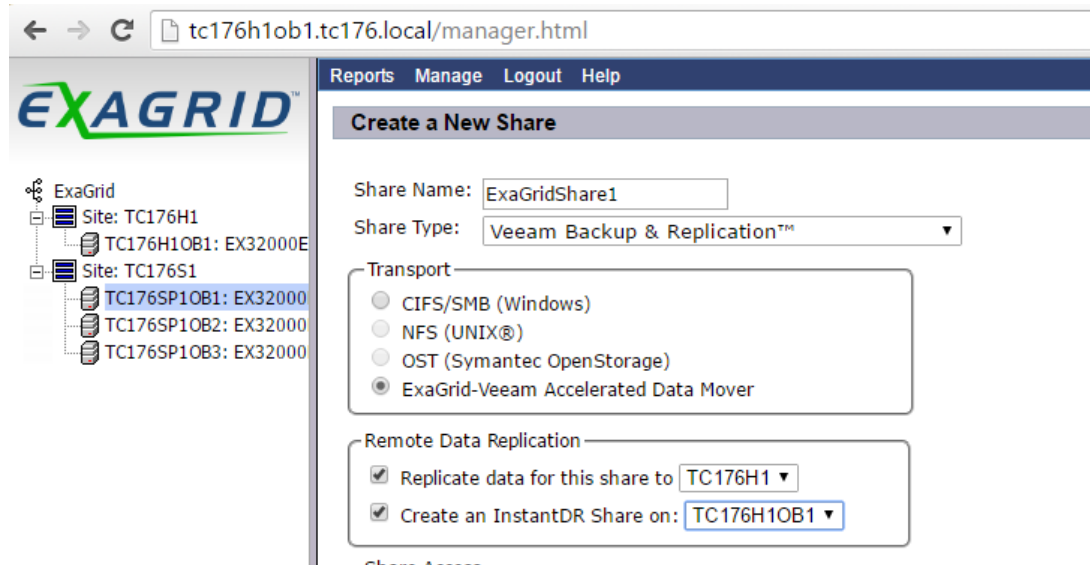 tc176h1ob1.tc176.local/manager.html
EXAGRID™
Reports Manage Logout Help
Create a New Share
ExaGrid
Site: TC176H1
TC176H1OB1: EX32000E
Site: TC176S1
TC176SP1OB1: EX32000
TC176SP1OB2: EX32000
TC176SP1OB3: EX32000
Share Name: ExaGridShare1
Share Type: Veeam Backup & Replication™
Transport
CIFS/SMB (Windows)
NFS (UNIX®)
OST (Symantec OpenStorage)
ExaGrid-Veeam Accelerated Data Mover
Remote Data Replication
Replicate data for this share to TC176H1
Create an InstantDR Share on: TC176H1OB1
Share Access